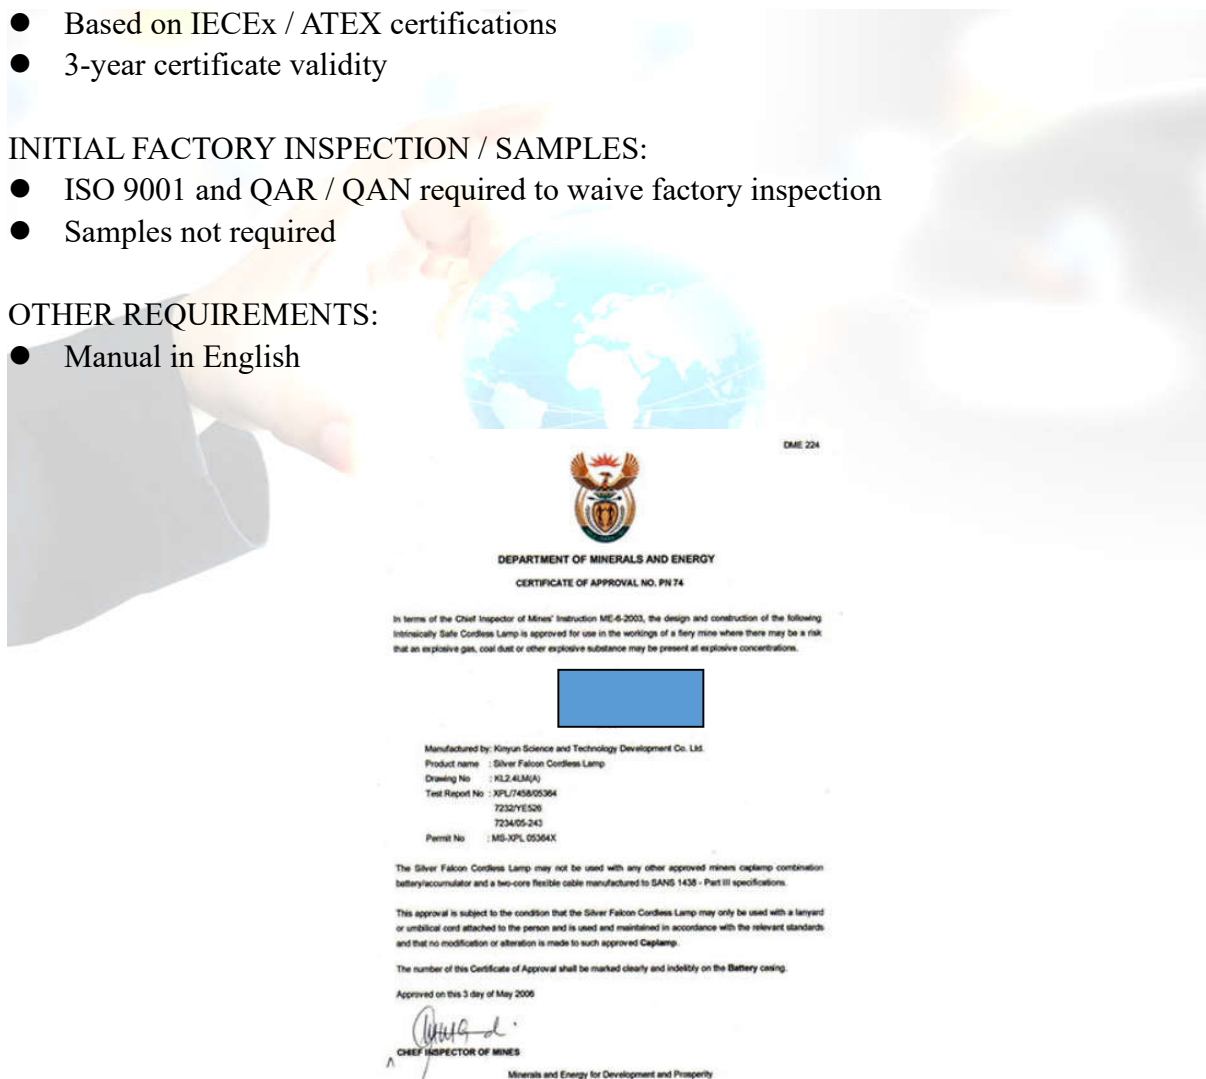 ● Based on IECEx / ATEX certifications
● 3-year certificate validity
INITIAL FACTORY INSPECTION / SAMPLES:
● ISO 9001 and QAR / QAN required to waive factory inspection
● Samples not required
OTHER REQUIREMENTS:
● Manual in English
DME 224
DEPARTMENT OF MINERALS AND ENERGY
CERTIFICATE OF APPROVAL NO. PN 74
In terms of the Chief Inspector of Mines' Instruction ME-6-2003, the design and construction of the following
Intrinsically Safe Cordless Lamp is approved for use in the workings of a fiery mine where there may be a risk
that an explosive gas, coal dust or other explosive substance may be present at explosive concentrations.
Manufactured by: Kinyun Science and Technology Development Co. Ltd.
Product name : Silver Falcon Cordless Lamp
Drawing No : KL2.4LM(A)
Test Report No : XPL/7458/05364
7232/YE526
7234/05-243
Permit No : MS-XPL 05364X
The Silver Falcon Cordless Lamp may not be used with any other approved miners caplamp combination
battery/accumulator and a two-core flexible cable manufactured to SANS 1438 - Part III specifications.
This approval is subject to the condition that the Silver Falcon Cordless Lamp may only be used with a lanyard
or umbilical cord attached to the person and is used and maintained in accordance with the relevant standards
and that no modification or alteration is made to such approved Caplamp.
The number of this Certificate of Approval shall be marked clearly and indelibly on the Battery casing.
Approved on this 3 day of May 2006
CHIEF INSPECTOR OF MINES
Minerals and Energy for Development and Prosperity